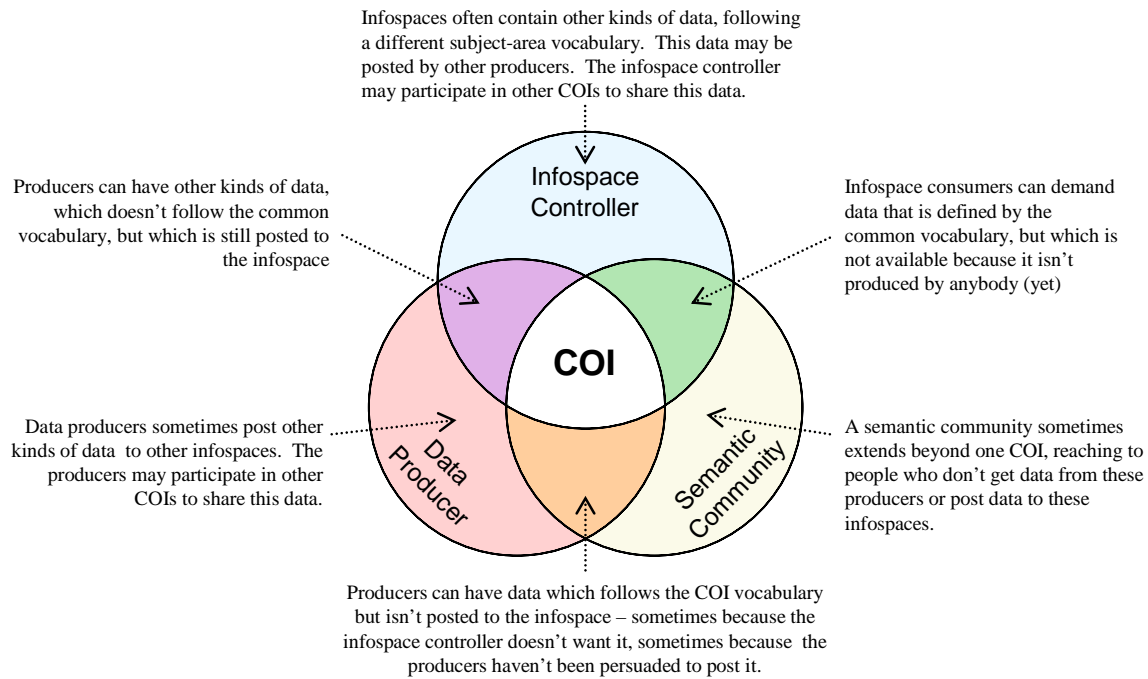 Infospaces often contain other kinds of data, following
a different subject-area vocabulary.  This data may be
posted by other producers.  The infospace controller
may participate in other COIs to share this data.
Infospace
Controller
Producers can have other kinds of data,
which doesn't follow the common
vocabulary, but which is still posted to
the infospace
Infospace consumers can demand
data that is defined by the
common vocabulary, but which is
not available because it isn't
produced by anybody (yet)
COI
Data producers sometimes post other
kinds of data  to other infospaces.  The
producers may participate in other
COIs to share this data.
Data
Producer
Semantic
Community
A semantic community sometimes
extends beyond one COI, reaching to
people who don't get data from these
producers or post data to these
infospaces.
Producers can have data which follows the COI vocabulary
but isn't posted to the infospace – sometimes because the
infospace controller doesn't want it, sometimes because  the
producers haven't been persuaded to post it.